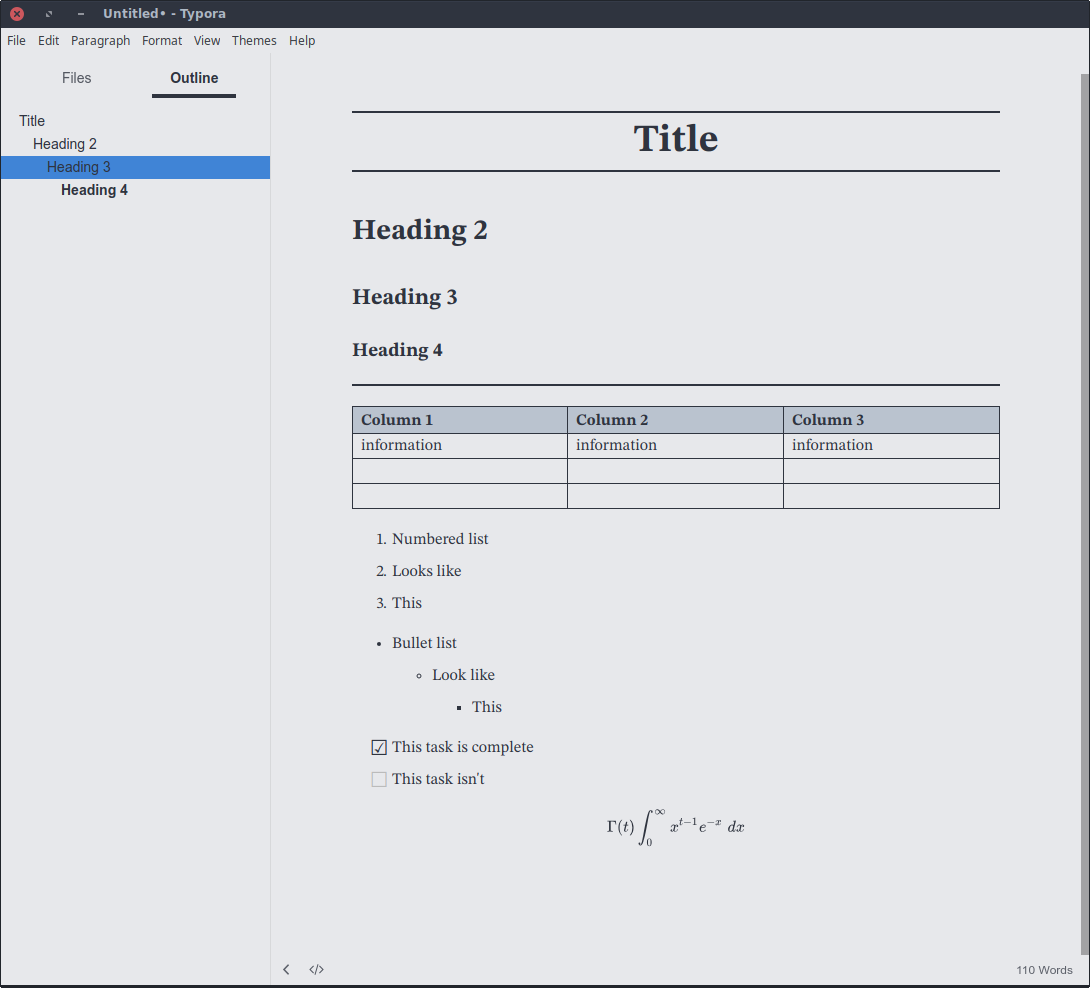 Untitled• - Typora
File Edit Paragraph Format View Themes Help
Files Outline
Title
Heading 2
Heading 3
Heading 4
Title
Heading 2
Heading 3
Heading 4
Column 1 Column 2 Column 3
information information information
1. Numbered list
2. Looks like
3. This
• Bullet list
◦ Look like
▪ This
☑ This task is complete
☐ This task isn't
Γ(t) ∫₀^∞ x^{t−1} e^{−x} dx
</> 110 Words